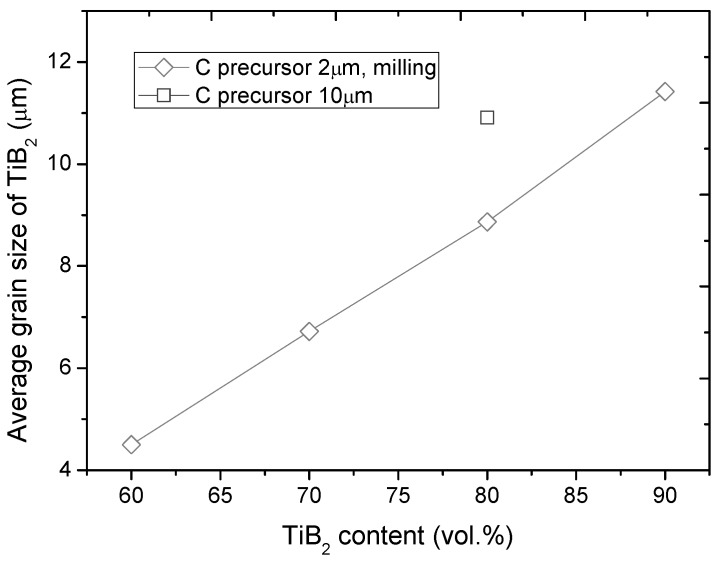 C precursor 2μm, milling
C precursor 10μm
Average grain size of TiB₂ (μm)
12
10
8
6
4
60 65 70 75 80 85 90
TiB₂ content (vol.%)